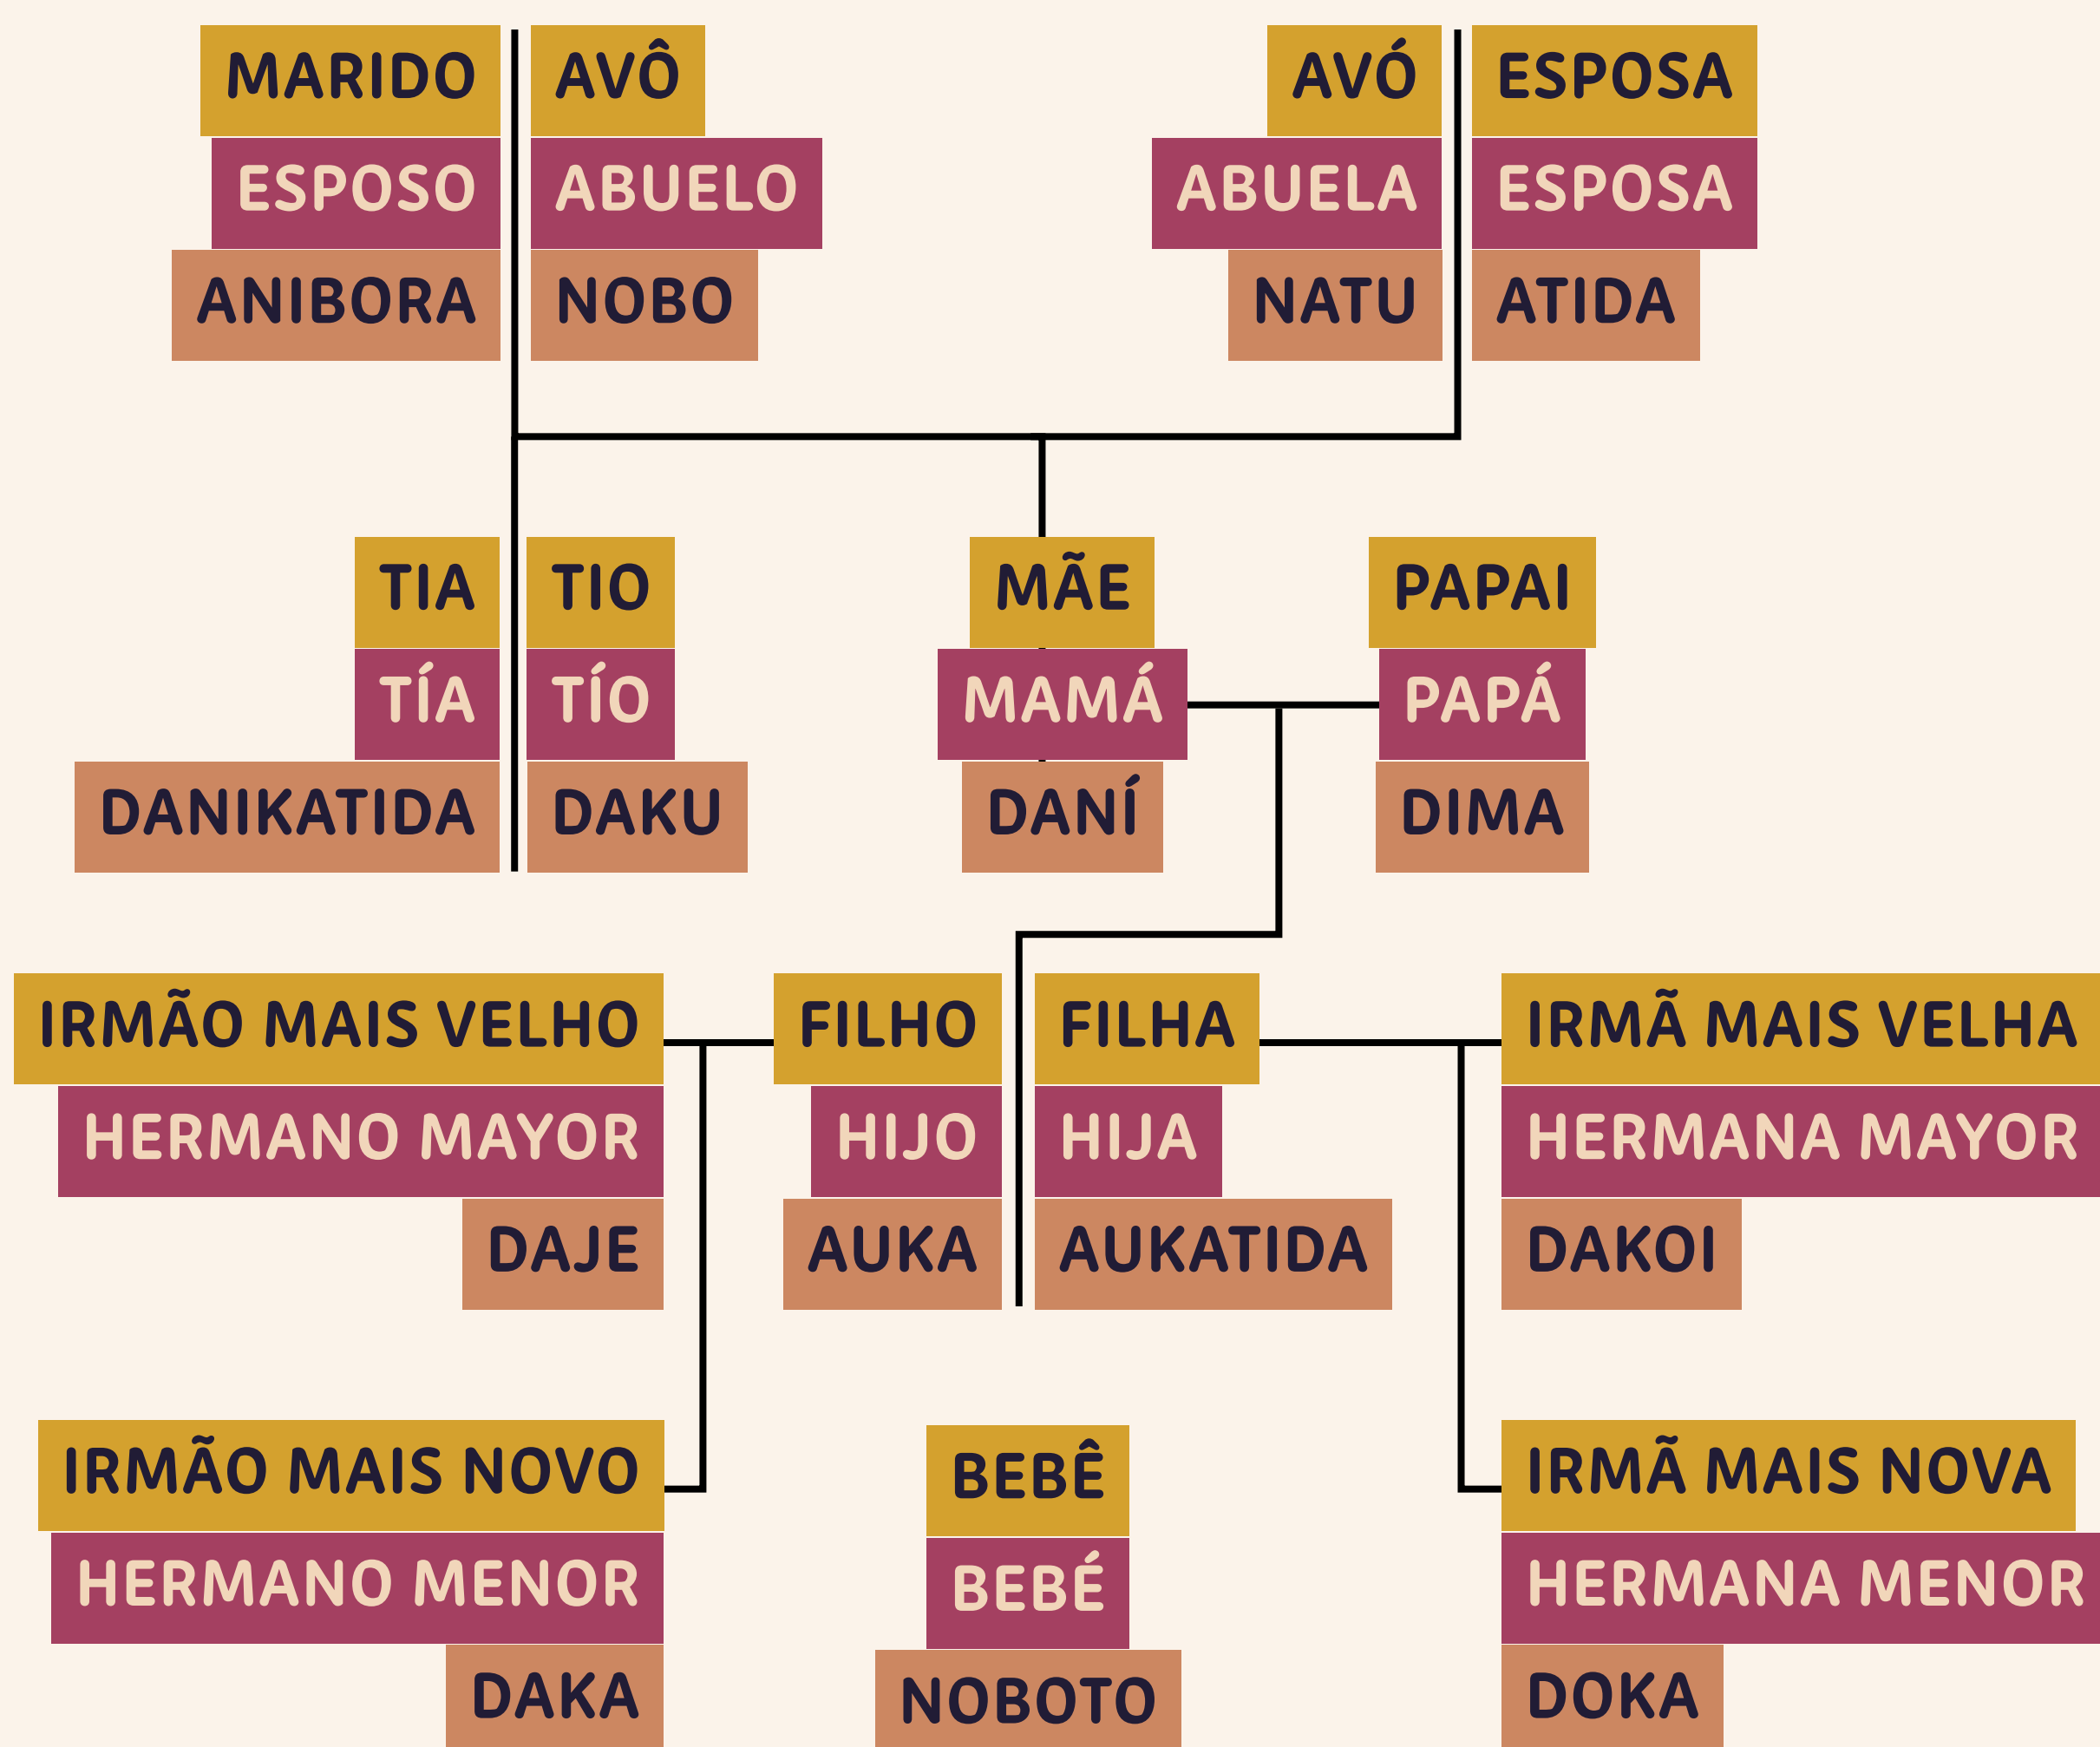 MARIDO
ESPOSO
ANIBORA
AVÔ
ABUELO
NOBO
AVÓ
ABUELA
NATU
ESPOSA
ESPOSA
ATIDA
TIA
TÍA
DANIKATIDA
TIO
TÍO
DAKU
MÃE
MAMÁ
DANÍ
PAPAI
PAPÁ
DIMA
IRMÃO MAIS VELHO
HERMANO MAYOR
DAJE
FILHO
HIJO
AUKA
FILHA
HIJA
AUKATIDA
IRMÃ MAIS VELHA
HERMANA MAYOR
DAKOI
IRMÃO MAIS NOVO
HERMANO MENOR
DAKA
BEBÊ
BEBÉ
NOBOTO
IRMÃ MAIS NOVA
HERMANA MENOR
DOKA